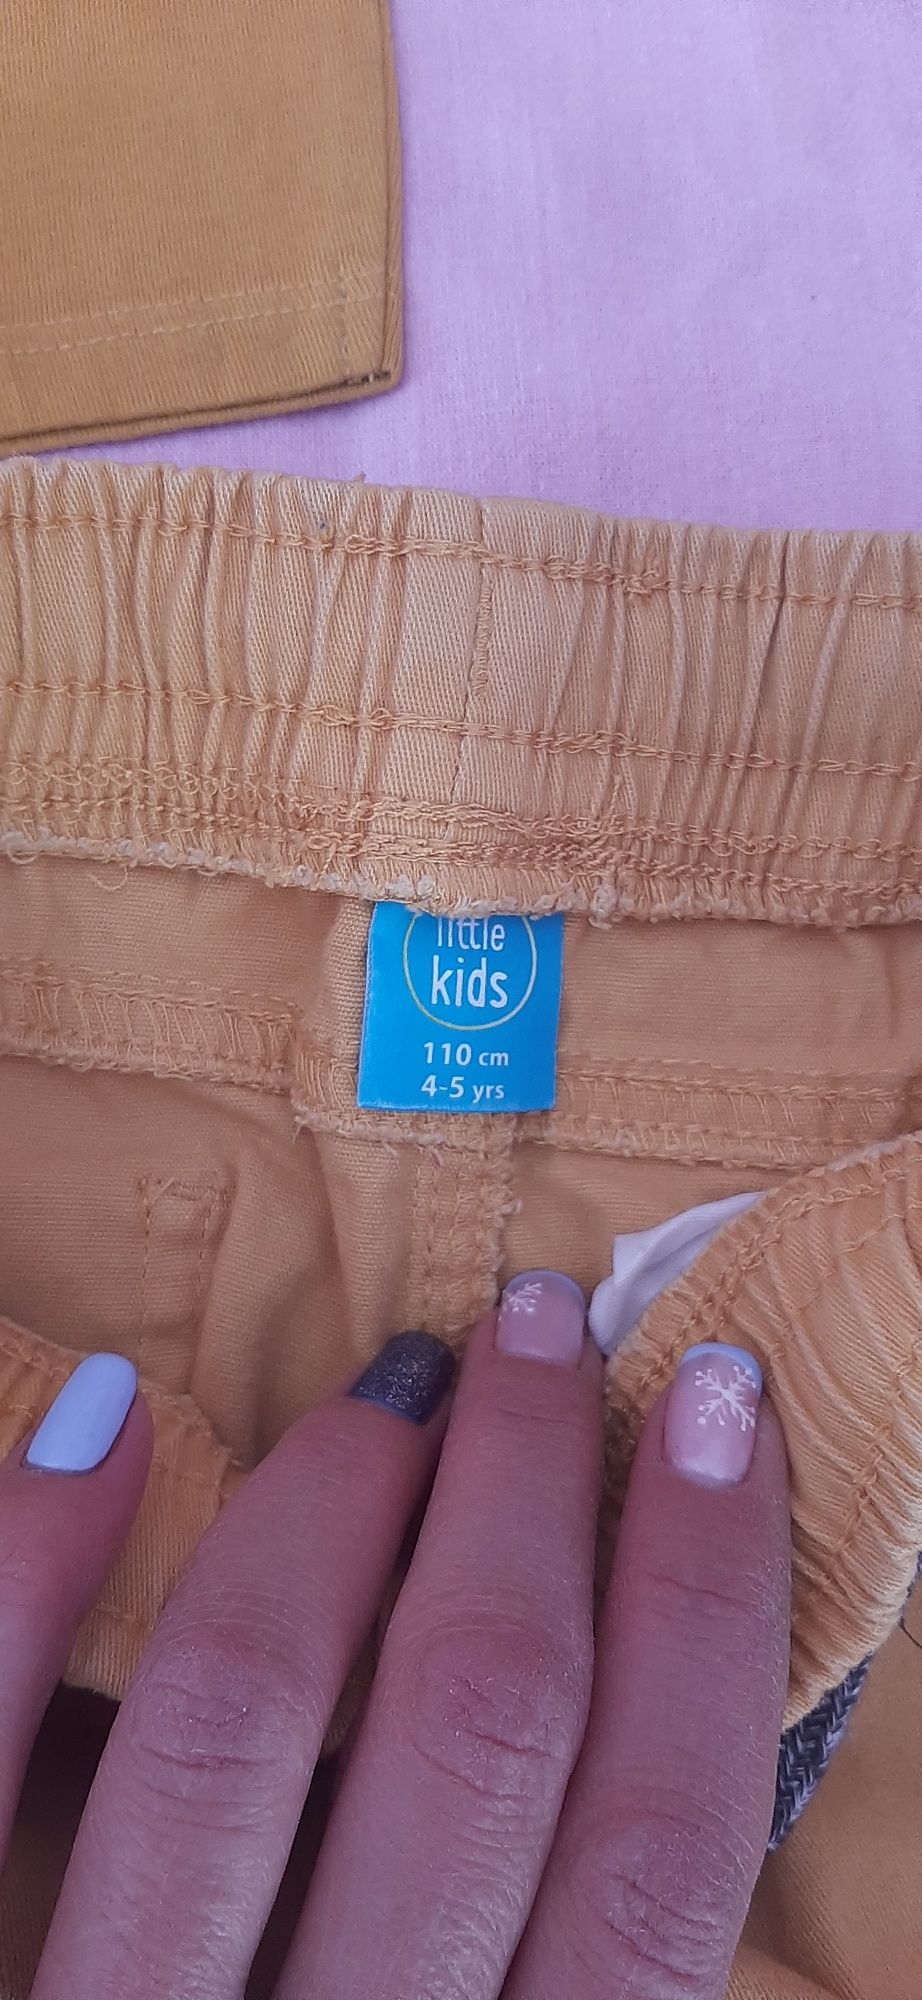 little
kids
110 cm
4-5 yrs